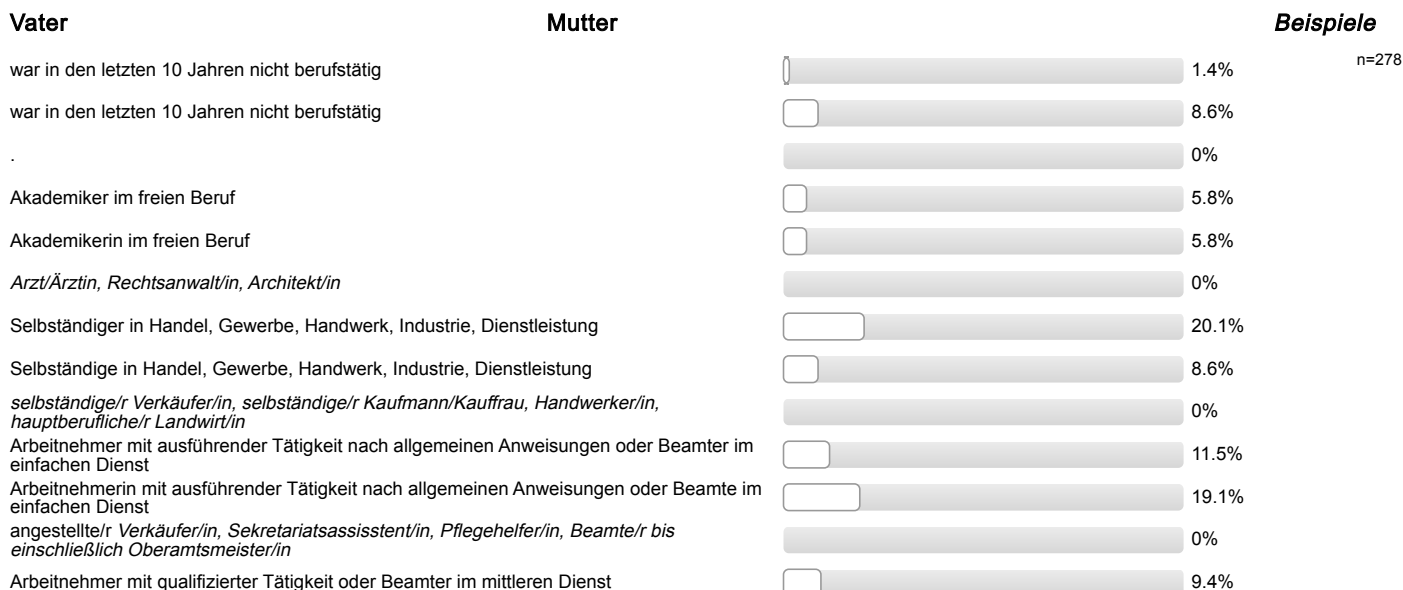 Vater Mutter Beispiele
war in den letzten 10 Jahren nicht berufstätig 1.4% n=278
war in den letzten 10 Jahren nicht berufstätig 8.6%
. 0%
Akademiker im freien Beruf 5.8%
Akademikerin im freien Beruf 5.8%
Arzt/Ärztin, Rechtsanwalt/in, Architekt/in 0%
Selbständiger in Handel, Gewerbe, Handwerk, Industrie, Dienstleistung 20.1%
Selbständige in Handel, Gewerbe, Handwerk, Industrie, Dienstleistung 8.6%
selbständige/r Verkäufer/in, selbständige/r Kaufmann/Kauffrau, Handwerker/in,
hauptberufliche/r Landwirt/in 0%
Arbeitnehmer mit ausführender Tätigkeit nach allgemeinen Anweisungen oder Beamter im
einfachen Dienst 11.5%
Arbeitnehmerin mit ausführender Tätigkeit nach allgemeinen Anweisungen oder Beamte im
einfachen Dienst 19.1%
angestellte/r Verkäufer/in, Sekretariatsassisstent/in, Pflegehelfer/in, Beamte/r bis
einschließlich Oberamtsmeister/in 0%
Arbeitnehmer mit qualifizierter Tätigkeit oder Beamter im mittleren Dienst 9.4%